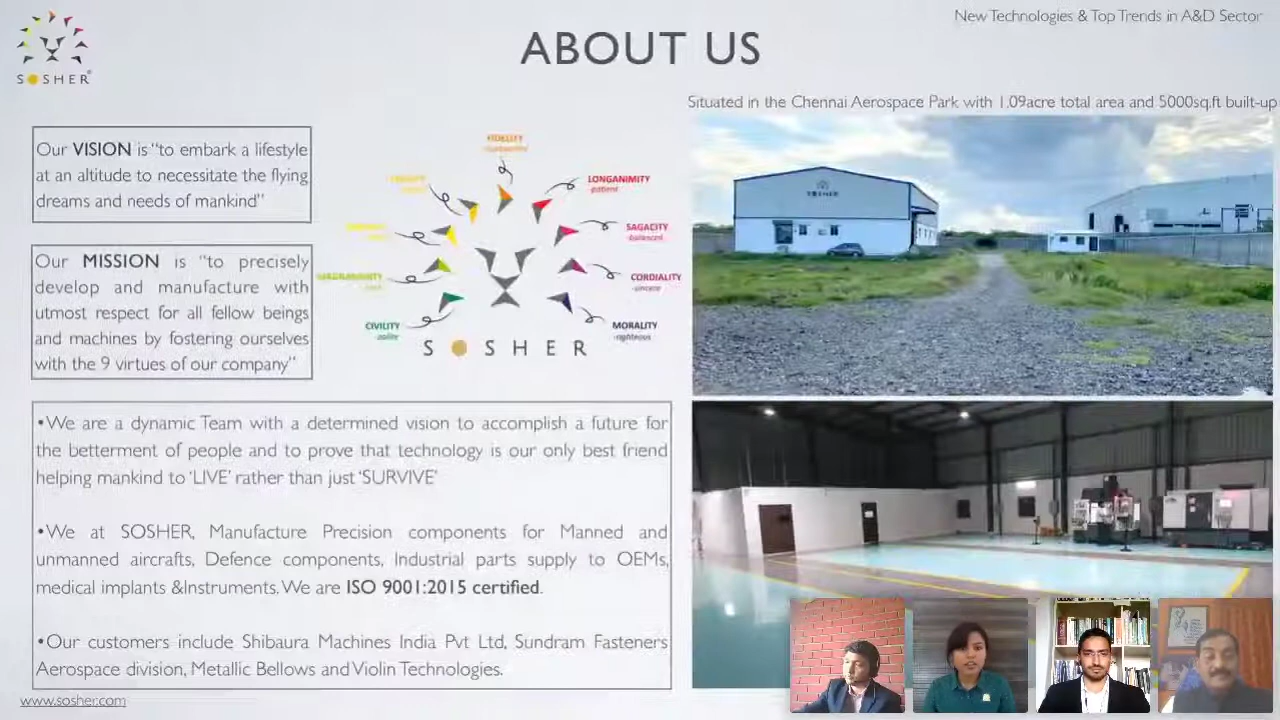 New Technologies & Top Trends in A&D Sector
SOSHER
ABOUT US
Situated in the Chennai Aerospace Park with 1.09acre total area and 5000sq.ft built-up
Our VISION is "to embark a lifestyle
at an altitude to necessitate the flying
dreams and needs of mankind"
Our MISSION is "to precisely
develop and manufacture with
utmost respect for all fellow beings
and machines by fostering ourselves
with the 9 virtues of our company"
FIDELITY
LONGANIMITY
-patient
SAGACITY
-balanced
CORDIALITY
-sincere
MORALITY
-righteous
CIVILITY
SOSHER
SOSHER
•We are a dynamic Team with a determined vision to accomplish a future for
the betterment of people and to prove that technology is our only best friend
helping mankind to 'LIVE' rather than just 'SURVIVE'
•We at SOSHER, Manufacture Precision components for Manned and
unmanned aircrafts, Defence components, Industrial parts supply to OEMs,
medical implants &Instruments. We are ISO 9001:2015 certified.
•Our customers include Shibaura Machines India Pvt Ltd, Sundram Fasteners
Aerospace division, Metallic Bellows and Violin Technologies.
www.sosher.com